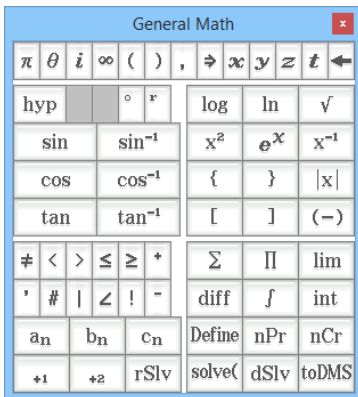 General Math
x
π θ i ∞ ( ) , ⇒ x y z t ←
hyp ° r log ln √
sin sin⁻¹ x² eˣ x⁻¹
cos cos⁻¹ { } |x|
tan tan⁻¹ [ ] (−)
≠ < > ≤ ≥ ⁺ Σ Π lim
' # | ∠ ! ⁻ diff ∫ int
aₙ bₙ cₙ Define nPr nCr
₊₁ ₊₂ rSlv solve( dSlv toDMS